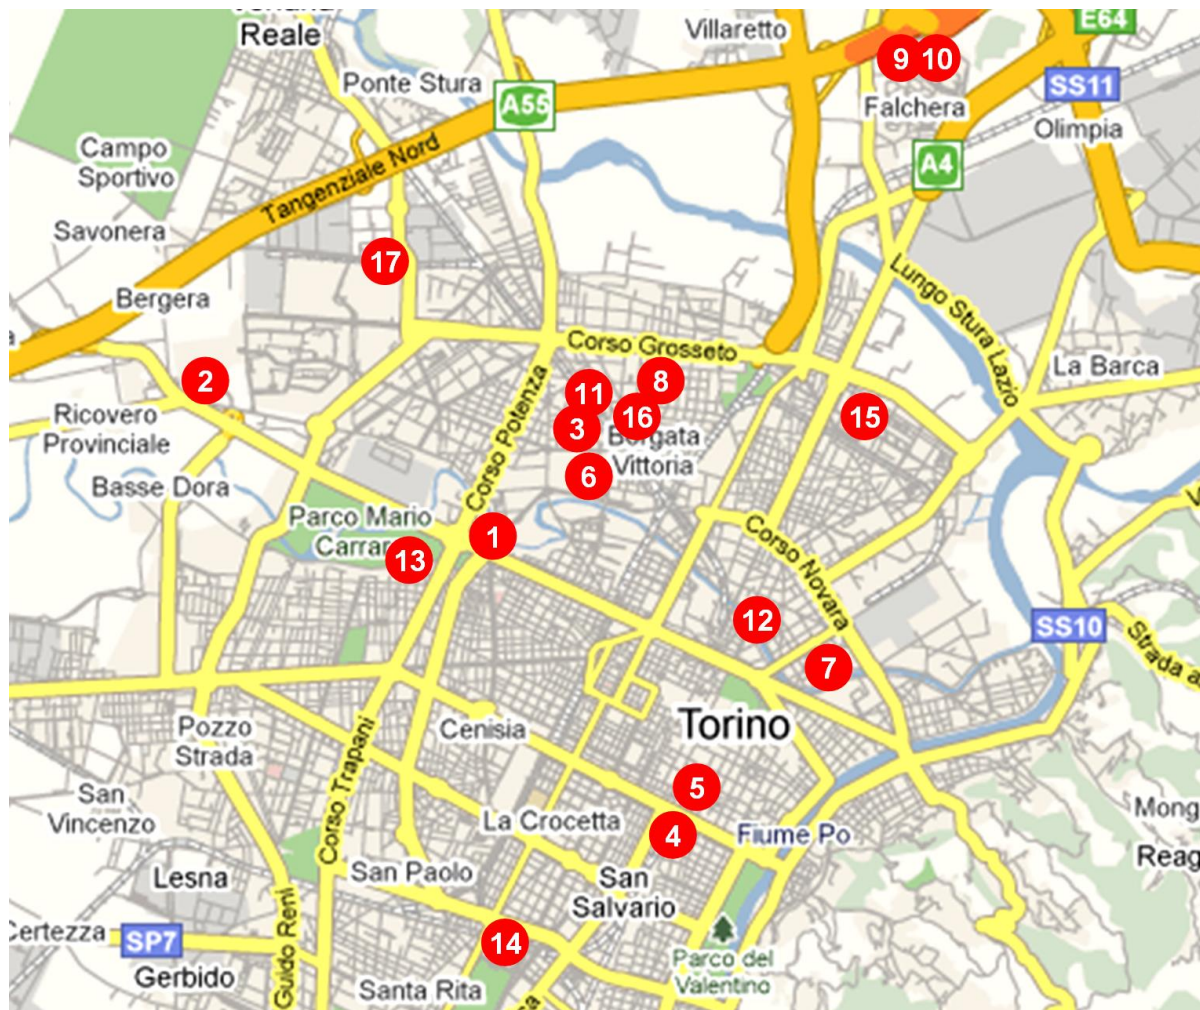 Reale
Villaretto
E64
9
10
Ponte Stura
SS11
A55
Falchera
Olimpia
Campo
Sportivo
Tangenziale Nord
A4
Savonera
17
Bergera
Lungo Stura Lazio
Corso Grosseto
La Barca
2
8
11
Corso Potenza
16
15
Ricovero
Provinciale
3
Borgata
Vittoria
6
Basse Dora
Parco Mario
Carrar
1
13
Corso Novara
12
SS10
Strada a
7
Pozzo
Strada
Cenisia
Torino
Corso Trapani
5
San
Vincenzo
La Crocetta
4
Fiume Po
Mong
Reag
San Paolo
Lesna
San
Salvario
Guido Reni
Certezza
SP7
14
Parco del
Valentino
Gerbido
Santa Rita